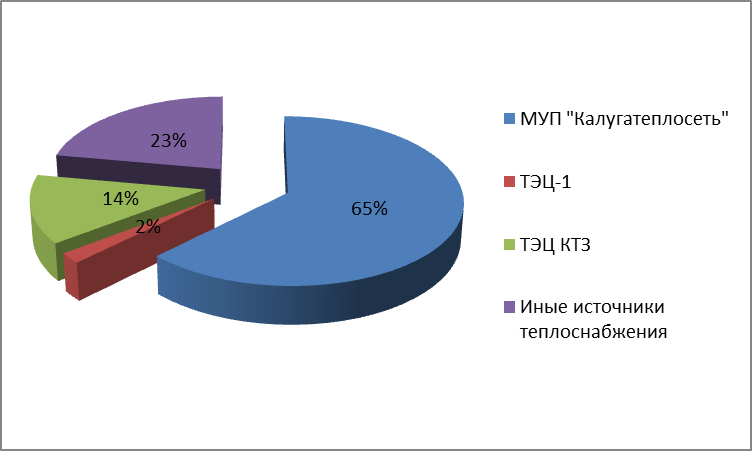 23%
14%
2%
65%
МУП "Калугатеплосеть"
ТЭЦ-1
ТЭЦ КТЗ
Иные источники
теплоснабжения